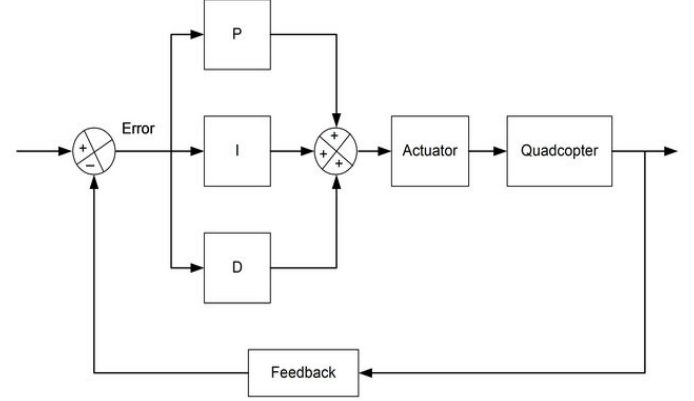 P
Error
+
−
I
+
+
+
Actuator
Quadcopter
D
Feedback